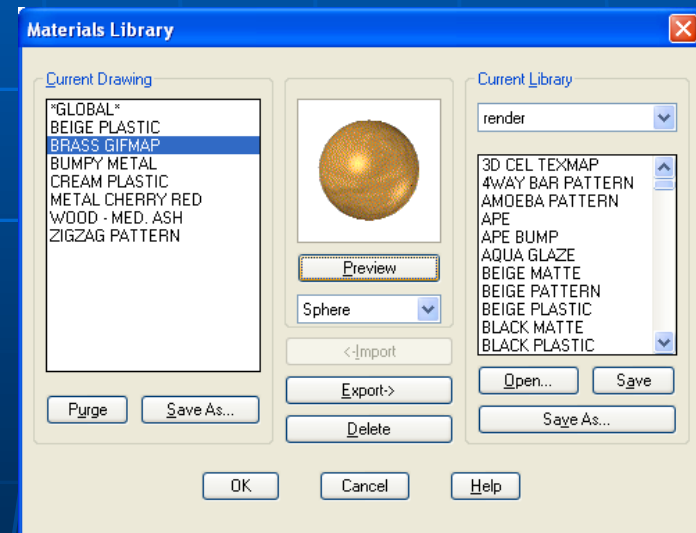 Materials Library
Current Drawing
*GLOBAL*
BEIGE PLASTIC
BRASS GIFMAP
BUMPY METAL
CREAM PLASTIC
METAL CHERRY RED
WOOD - MED. ASH
ZIGZAG PATTERN
Purge
Save As...
Preview
Sphere
<-Import
Export->
Delete
Current Library
render
3D CEL TEXMAP
4WAY BAR PATTERN
AMOEBA PATTERN
APE
APE BUMP
AQUA GLAZE
BEIGE MATTE
BEIGE PATTERN
BEIGE PLASTIC
BLACK MATTE
BLACK PLASTIC
Open...
Save
Save As...
OK
Cancel
Help